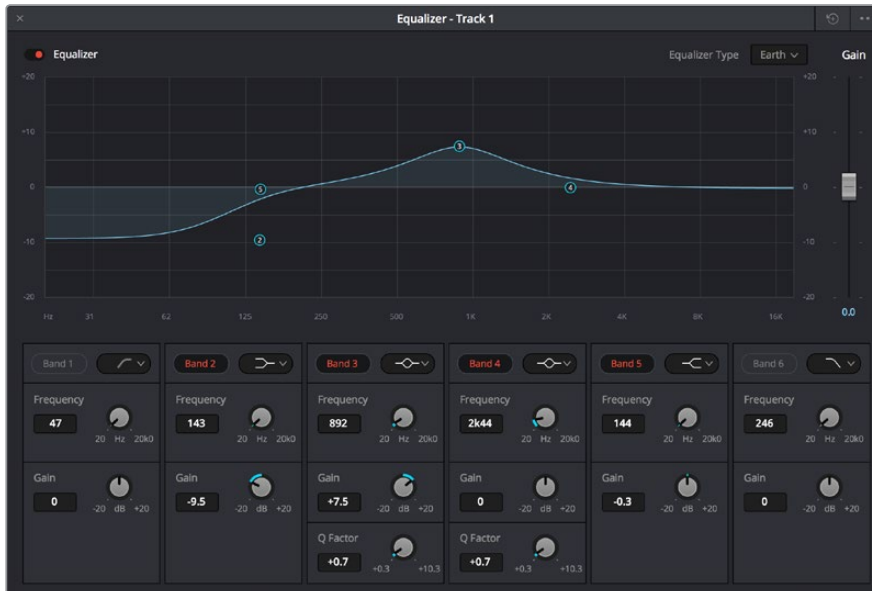 Equalizer - Track 1
Equalizer
Equalizer Type Earth Gain
+20 +20
+10 +10
5 3 4
0 0
2
-10 -10
-20 -20
Hz 31 62 125 250 500 1K 2K 4K 8K 16K 0.0
Band 1 Band 2 Band 3 Band 4 Band 5 Band 6
Frequency Frequency Frequency Frequency Frequency Frequency
47 143 892 2k44 144 246
20 Hz 20k0 20 Hz 20k0 20 Hz 20k0 20 Hz 20k0 20 Hz 20k0 20 Hz 20k0
Gain Gain Gain Gain Gain Gain
0 -9.5 +7.5 0 -0.3 0
-20 dB +20 -20 dB +20 -20 dB +20 -20 dB +20 -20 dB +20 -20 dB +20
Q Factor Q Factor
+0.7 +0.7
+0.3 +10.3 +0.3 +10.3